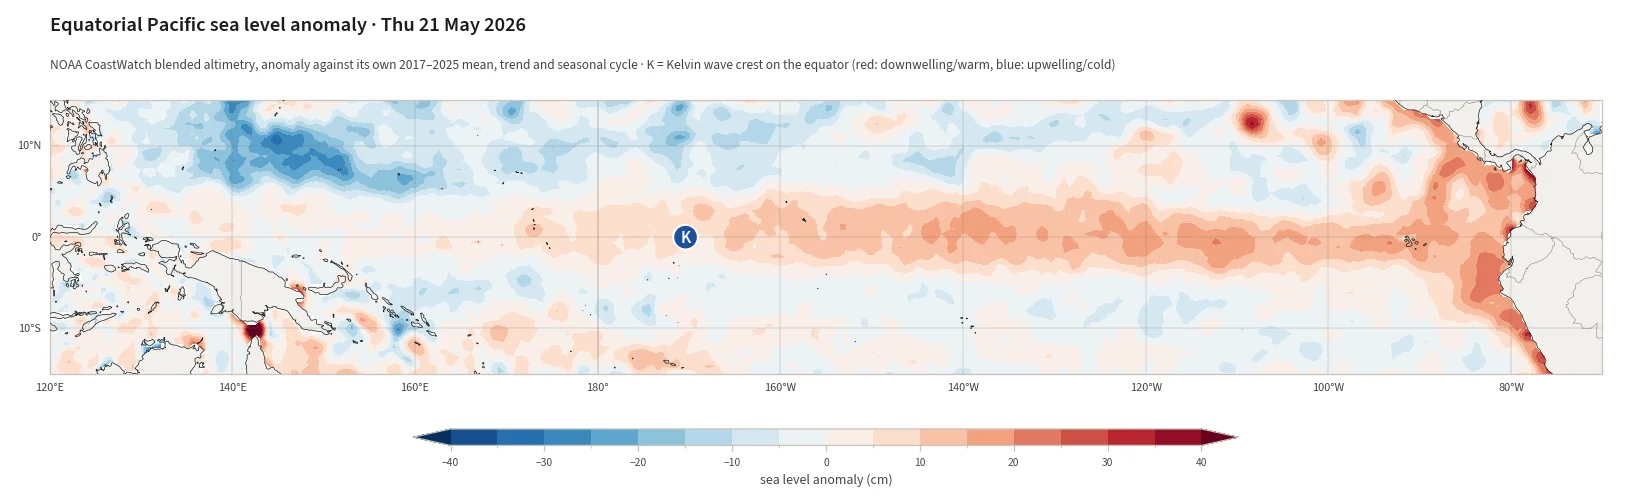 Equatorial Pacific sea level anomaly · Thu 21 May 2026
NOAA CoastWatch blended altimetry, anomaly against its own 2017–2025 mean, trend and seasonal cycle · K = Kelvin wave crest on the equator (red: downwelling/warm, blue: upwelling/cold)
10°N
0°
K
10°S
120°E 140°E 160°E 180° 160°W 140°W 120°W 100°W 80°W
−40 −30 −20 −10 0 10 20 30 40
sea level anomaly (cm)